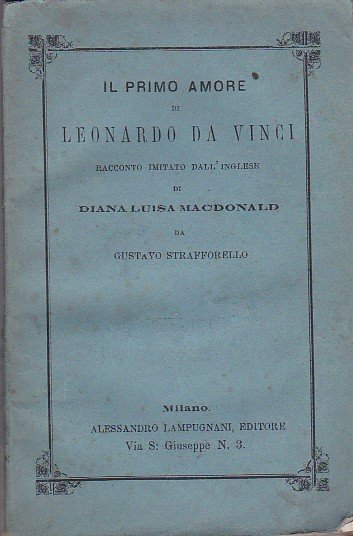 IL PRIMO AMORE
DI
LEONARDO DA VINCI
RACCONTO IMITATO DALL'INGLESE
DI
DIANA LUISA MACDONALD
DA
GUSTAVO STRAFFORELLO
Milano.
ALESSANDRO LAMPUGNANI, EDITORE
Via S: Giuseppe N. 3.